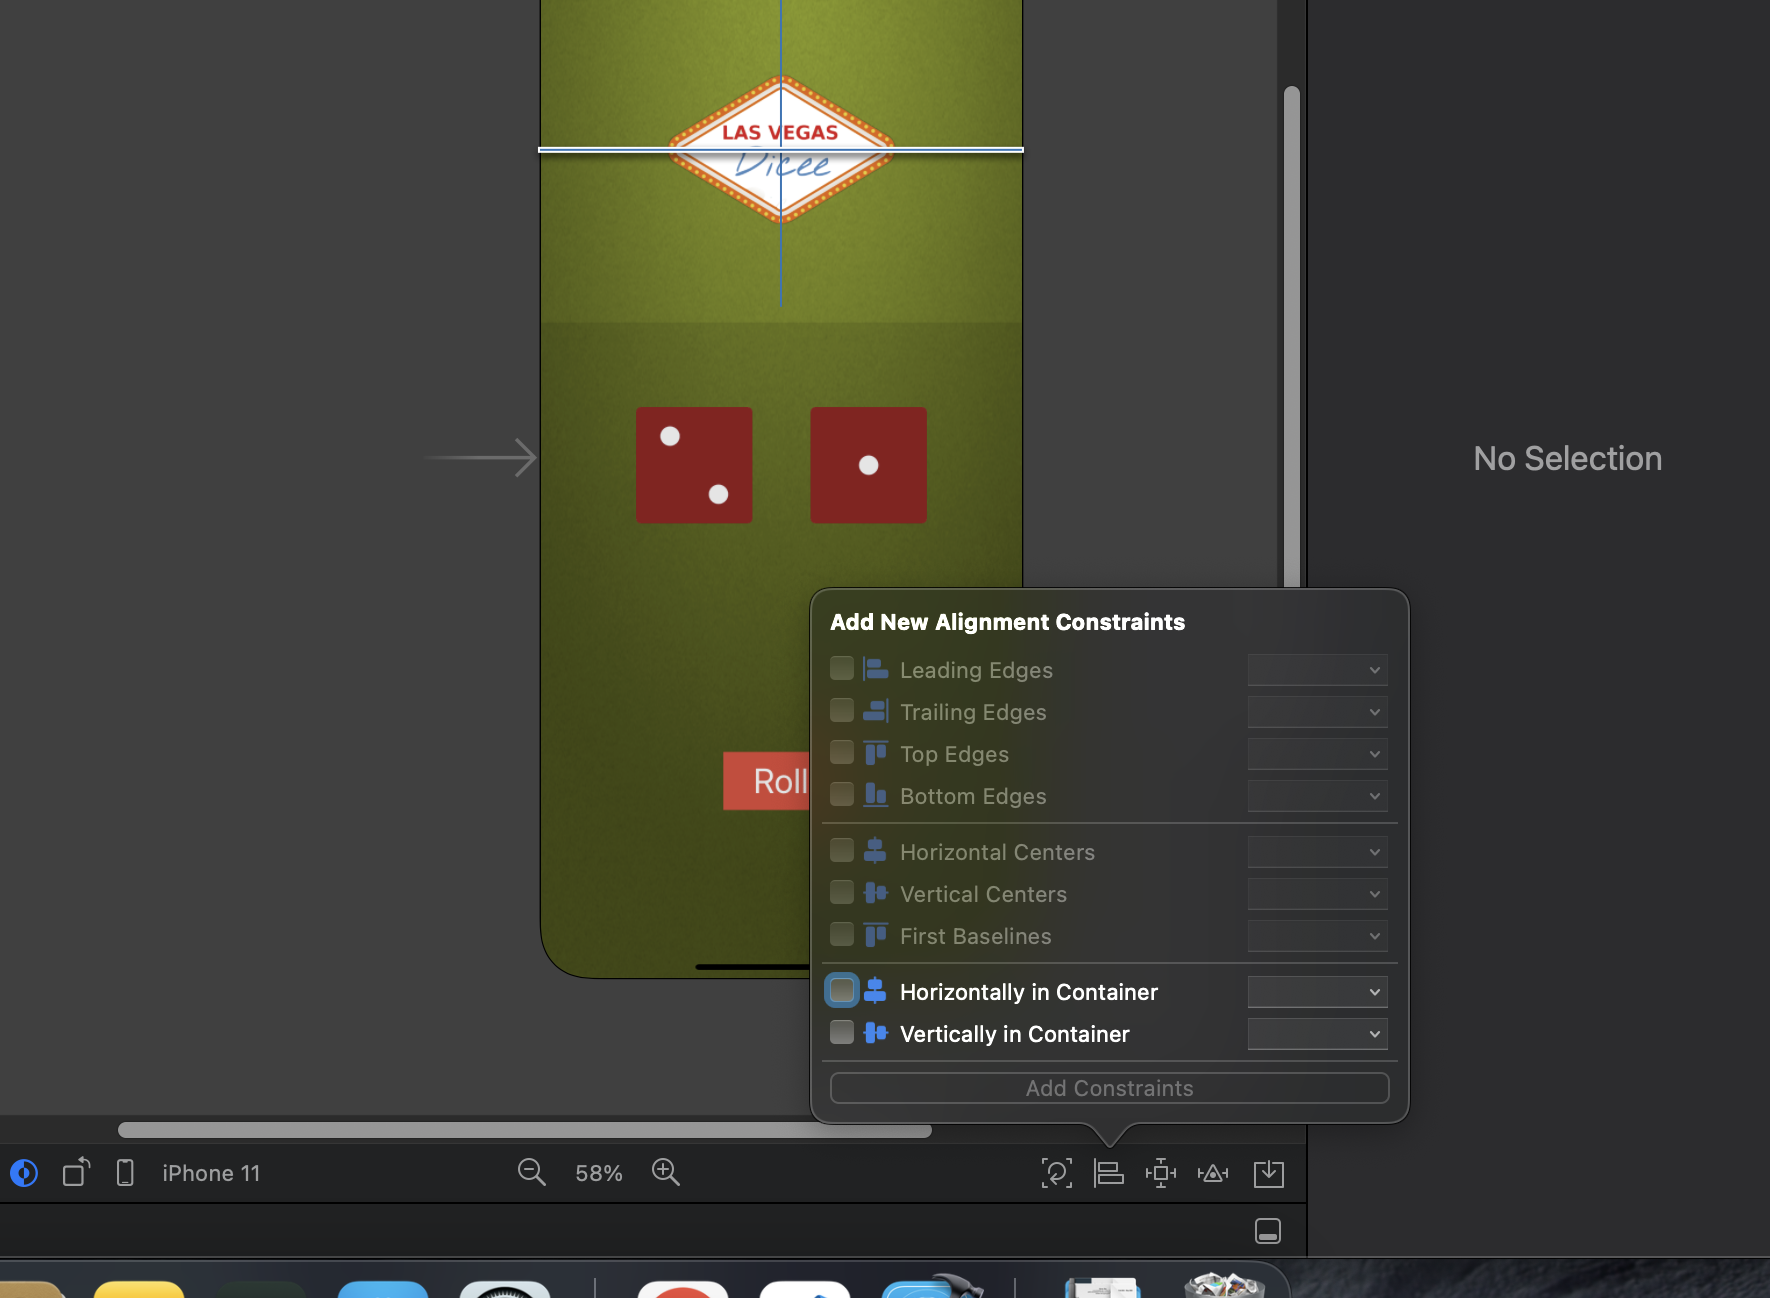 LAS VEGAS
Dicee
No Selection
Add New Alignment Constraints
Leading Edges
Trailing Edges
Top Edges
Bottom Edges
Roll
Horizontal Centers
Vertical Centers
First Baselines
Horizontally in Container
Vertically in Container
Add Constraints
iPhone 11
58%